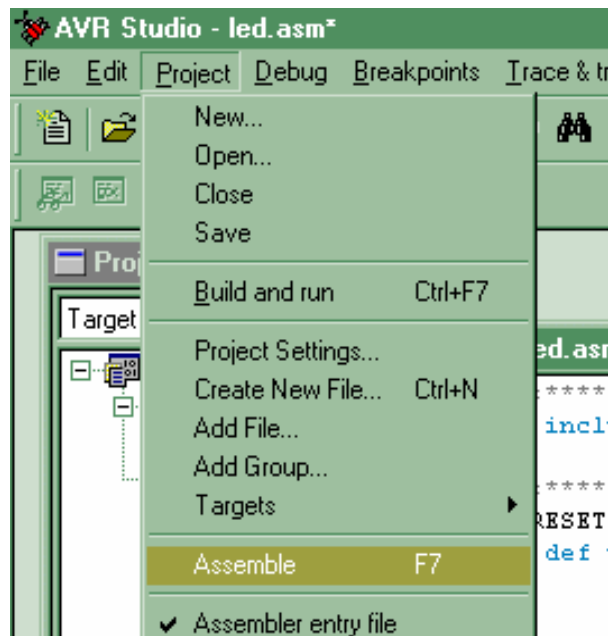 AVR Studio - led.asm*
File Edit Project Debug Breakpoints Trace & tr
New...
Open...
Close
Save
Proj
Build and run Ctrl+F7
Target
Project Settings...
ed.asm
Create New File... Ctrl+N
;****
Add File...
inclu
Add Group...
;****
Targets
RESET
Assemble F7
def
Assembler entry file